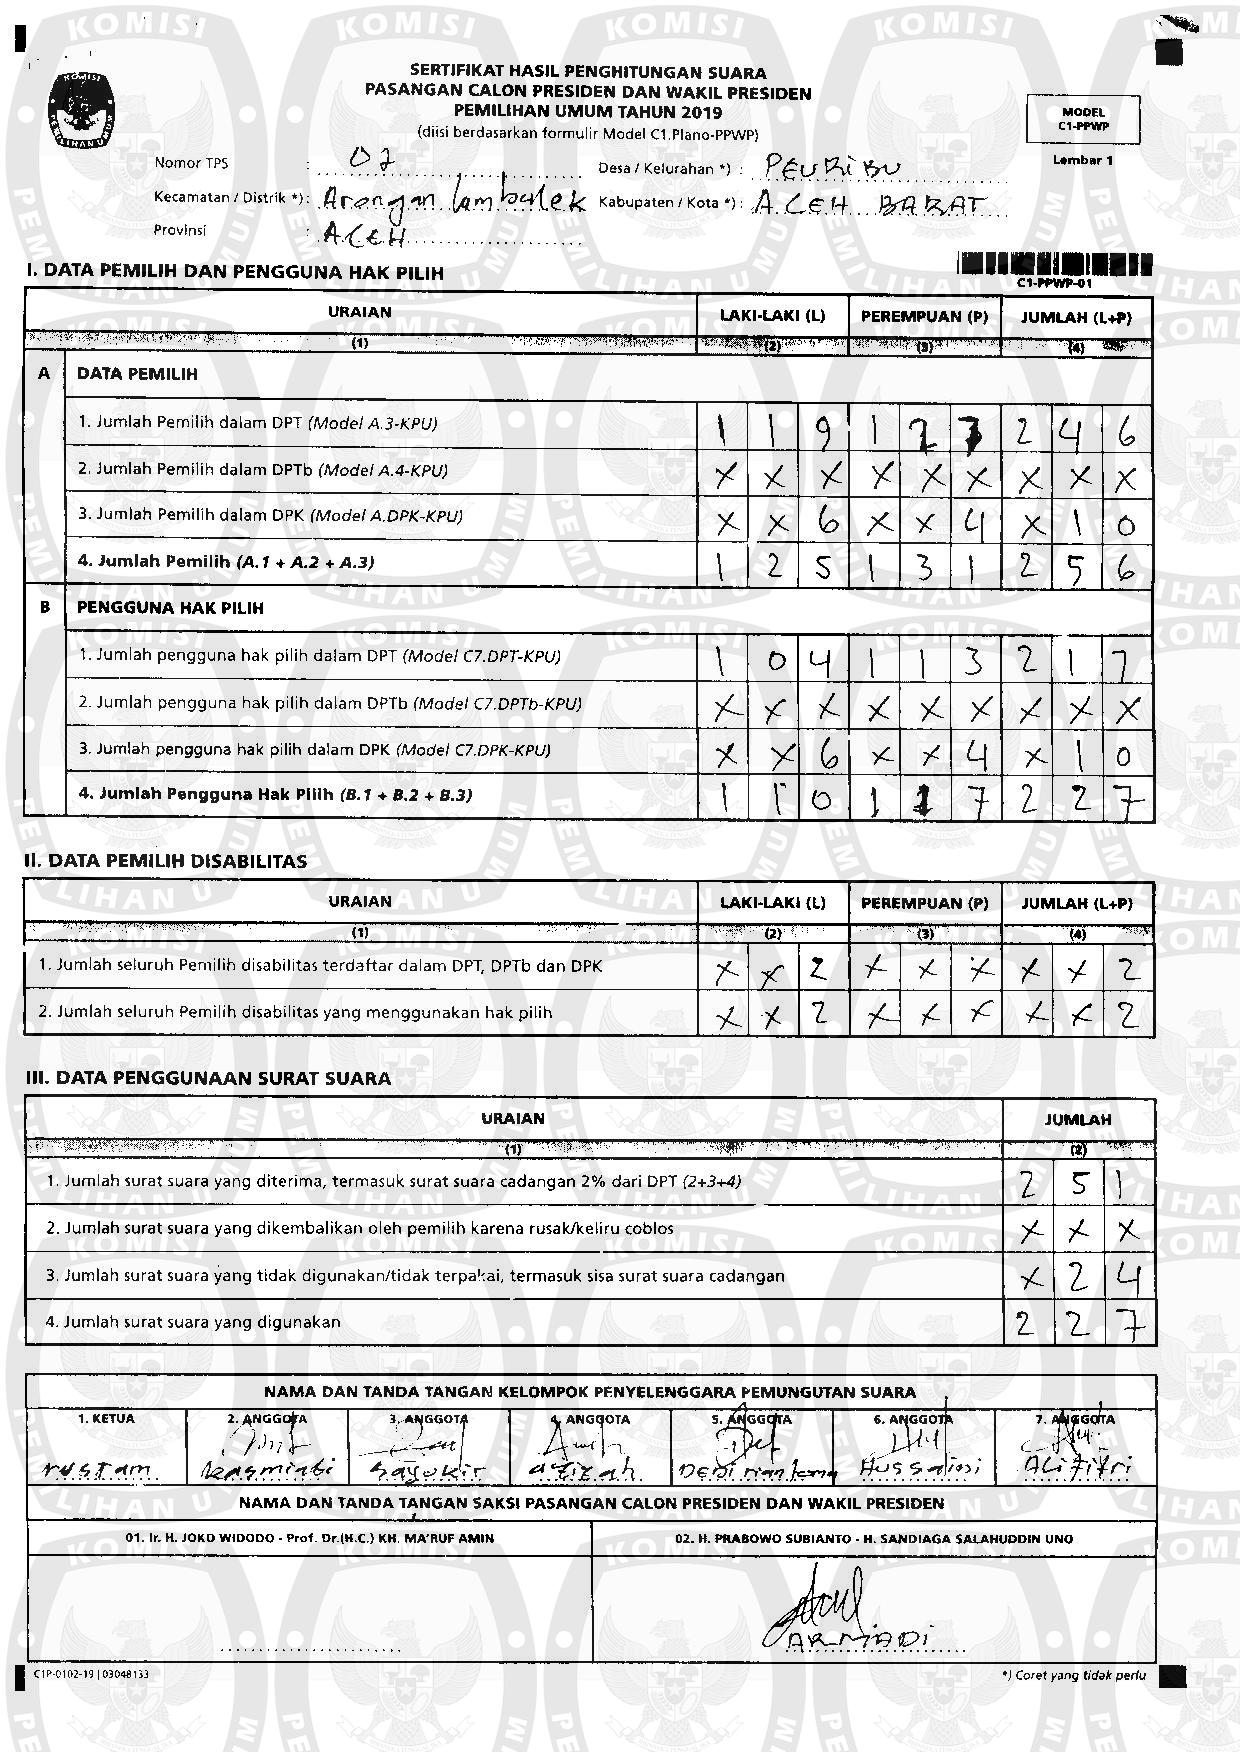 SERTIFIKAT HASIL PENGHITUNGAN SUARA
PASANGAN CALON PRESIDEN DAN WAKIL PRESIDEN
PEMILIHAN UMUM TAHUN 2019
(diisi berdasarkan formulir Model C1.Plano-PPWP)
MODEL
C1-PPWP
Lembar 1
Nomor TPS : 02
Desa / Kelurahan *) : PEURIBU
Kecamatan / Distrik *) : Arongan lambalek
Kabupaten / Kota *) : ACEH BARAT
Provinsi : ACEH
I. DATA PEMILIH DAN PENGGUNA HAK PILIH
C1-PPWP-01
URAIAN LAKI-LAKI (L) PEREMPUAN (P) JUMLAH (L+P)
(1) (2) (3) (4)
A DATA PEMILIH
1. Jumlah Pemilih dalam DPT (Model A.3-KPU) 1 1 9 1 2 7 2 4 6
2. Jumlah Pemilih dalam DPTb (Model A.4-KPU) X X X X X X X X X
3. Jumlah Pemilih dalam DPK (Model A.DPK-KPU) X X 6 X X 4 X 1 0
4. Jumlah Pemilih (A.1 + A.2 + A.3) 1 2 5 1 3 1 2 5 6
B PENGGUNA HAK PILIH
1. Jumlah pengguna hak pilih dalam DPT (Model C7.DPT-KPU) 1 0 4 1 1 3 2 1 7
2. Jumlah pengguna hak pilih dalam DPTb (Model C7.DPTb-KPU) X X X X X X X X X
3. Jumlah pengguna hak pilih dalam DPK (Model C7.DPK-KPU) X X 6 X X 4 X 1 0
4. Jumlah Pengguna Hak Pilih (B.1 + B.2 + B.3) 1 1 0 1 1 7 2 2 7
II. DATA PEMILIH DISABILITAS
URAIAN LAKI-LAKI (L) PEREMPUAN (P) JUMLAH (L+P)
(1) (2) (3) (4)
1. Jumlah seluruh Pemilih disabilitas terdaftar dalam DPT, DPTb dan DPK X X 2 X X X X X 2
2. Jumlah seluruh Pemilih disabilitas yang menggunakan hak pilih X X 2 X X X X X 2
III. DATA PENGGUNAAN SURAT SUARA
URAIAN JUMLAH
(1) (2)
1. Jumlah surat suara yang diterima, termasuk surat suara cadangan 2% dari DPT (2+3+4) 2 5 1
2. Jumlah surat suara yang dikembalikan oleh pemilih karena rusak/keliru coblos X X X
3. Jumlah surat suara yang tidak digunakan/tidak terpakai, termasuk sisa surat suara cadangan X 2 4
4. Jumlah surat suara yang digunakan 2 2 7
NAMA DAN TANDA TANGAN KELOMPOK PENYELENGGARA PEMUNGUTAN SUARA
1. KETUA 2. ANGGOTA 3. ANGGOTA 4. ANGGOTA 5. ANGGOTA 6. ANGGOTA 7. ANGGOTA
rustam Kasmiati azizah Hussaini Ali Fitri
NAMA DAN TANDA TANGAN SAKSI PASANGAN CALON PRESIDEN DAN WAKIL PRESIDEN
01. Ir. H. JOKO WIDODO - Prof. Dr.(H.C.) KH. MA'RUF AMIN
02. H. PRABOWO SUBIANTO - H. SANDIAGA SALAHUDDIN UNO
ARMADI
C1P-0102-19 | 03048133
*) Coret yang tidak perlu